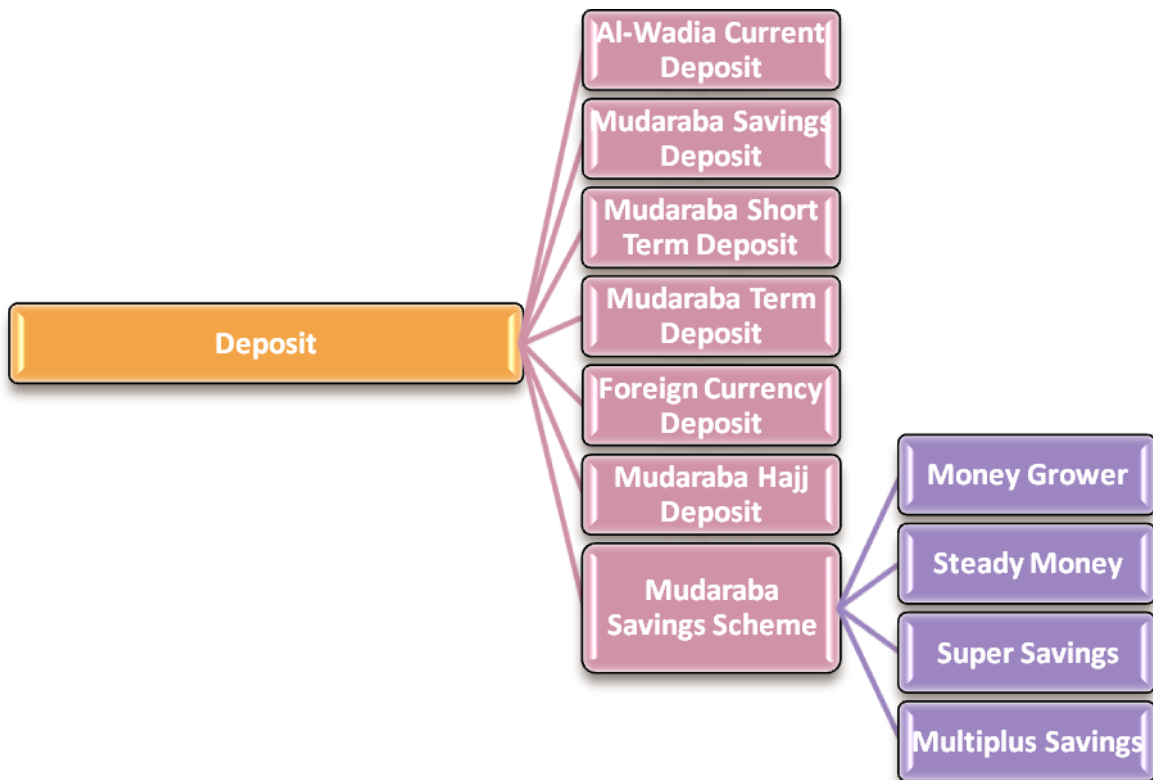 Al-Wadia Current
Deposit
Mudaraba Savings
Deposit
Mudaraba Short
Term Deposit
Mudaraba Term
Deposit
Deposit
Foreign Currency
Deposit
Mudaraba Hajj
Deposit
Mudaraba
Savings Scheme
Money Grower
Steady Money
Super Savings
Multiplus Savings